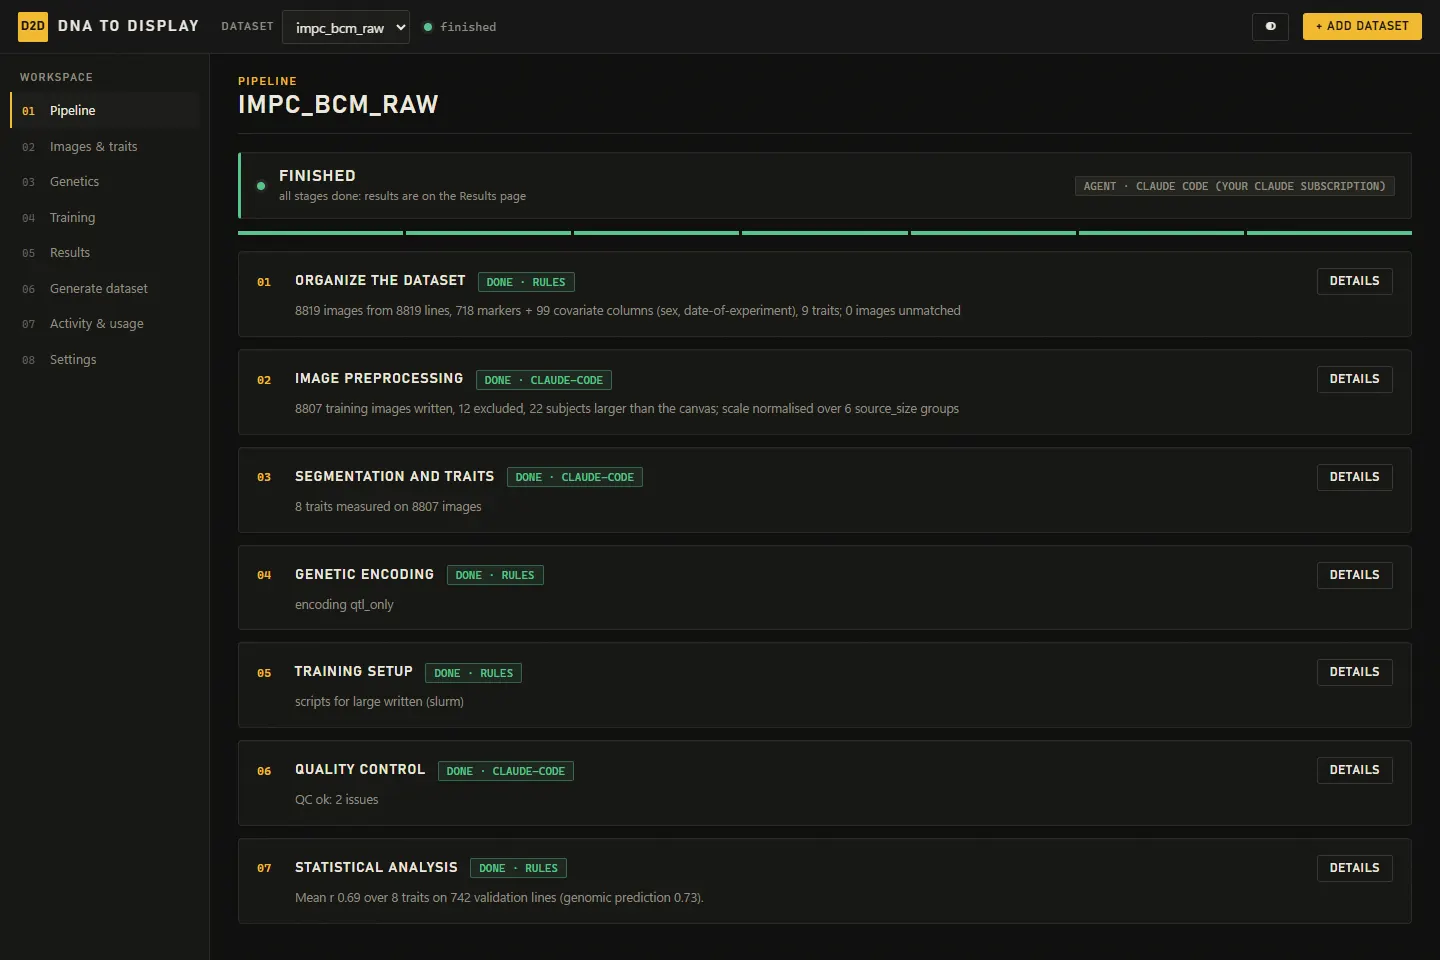 D2D DNA TO DISPLAY DATASET impc_bcm_raw finished + ADD DATASET
WORKSPACE
01 Pipeline
02 Images & traits
03 Genetics
04 Training
05 Results
06 Generate dataset
07 Activity & usage
08 Settings
PIPELINE
IMPC_BCM_RAW
FINISHED
all stages done: results are on the Results page
AGENT · CLAUDE CODE (YOUR CLAUDE SUBSCRIPTION)
01 ORGANIZE THE DATASET DONE · RULES DETAILS
8819 images from 8819 lines, 718 markers + 99 covariate columns (sex, date-of-experiment), 9 traits; 0 images unmatched
02 IMAGE PREPROCESSING DONE · CLAUDE-CODE DETAILS
8807 training images written, 12 excluded, 22 subjects larger than the canvas; scale normalised over 6 source_size groups
03 SEGMENTATION AND TRAITS DONE · CLAUDE-CODE DETAILS
8 traits measured on 8807 images
04 GENETIC ENCODING DONE · RULES DETAILS
encoding qtl_only
05 TRAINING SETUP DONE · RULES DETAILS
scripts for large written (slurm)
06 QUALITY CONTROL DONE · CLAUDE-CODE DETAILS
QC ok: 2 issues
07 STATISTICAL ANALYSIS DONE · RULES DETAILS
Mean r 0.69 over 8 traits on 742 validation lines (genomic prediction 0.73).